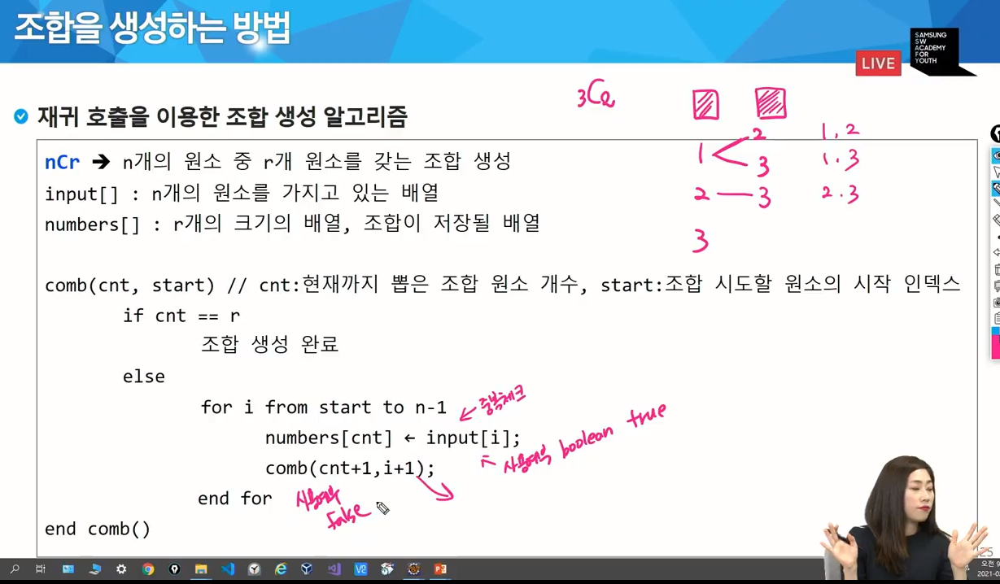 조합을 생성하는 방법
SAMSUNG
SW
ACADEMY
FOR
YOUTH
LIVE
3C2
재귀 호출을 이용한 조합 생성 알고리즘
nCr ➔ n개의 원소 중 r개 원소를 갖는 조합 생성
input[] : n개의 원소를 가지고 있는 배열
numbers[] : r개의 크기의 배열, 조합이 저장될 배열
1 2 1, 2
3 1. 3
2 3 2. 3
3
comb(cnt, start) // cnt:현재까지 뽑은 조합 원소 개수, start:조합 시도할 원소의 시작 인덱스
if cnt == r
조합 생성 완료
else
for i from start to n-1
중복체크
numbers[cnt] ← input[i];
사용여부 boolean true
comb(cnt+1,i+1);
end for
사용여부
false
end comb()